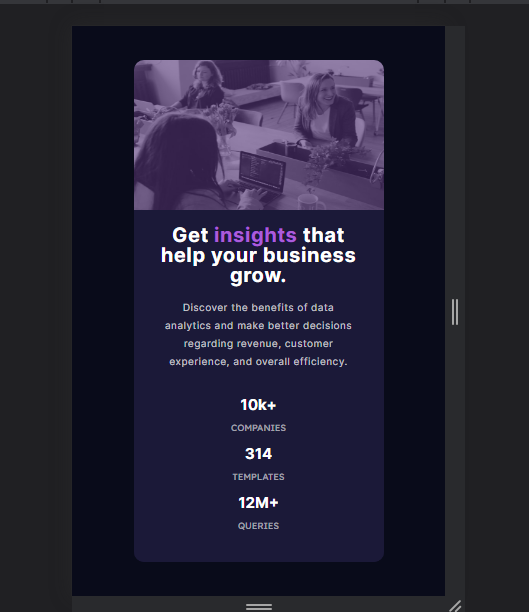 Get insights that
help your business
grow.
Discover the benefits of data
analytics and make better decisions
regarding revenue, customer
experience, and overall efficiency.
10k+
COMPANIES
314
TEMPLATES
12M+
QUERIES